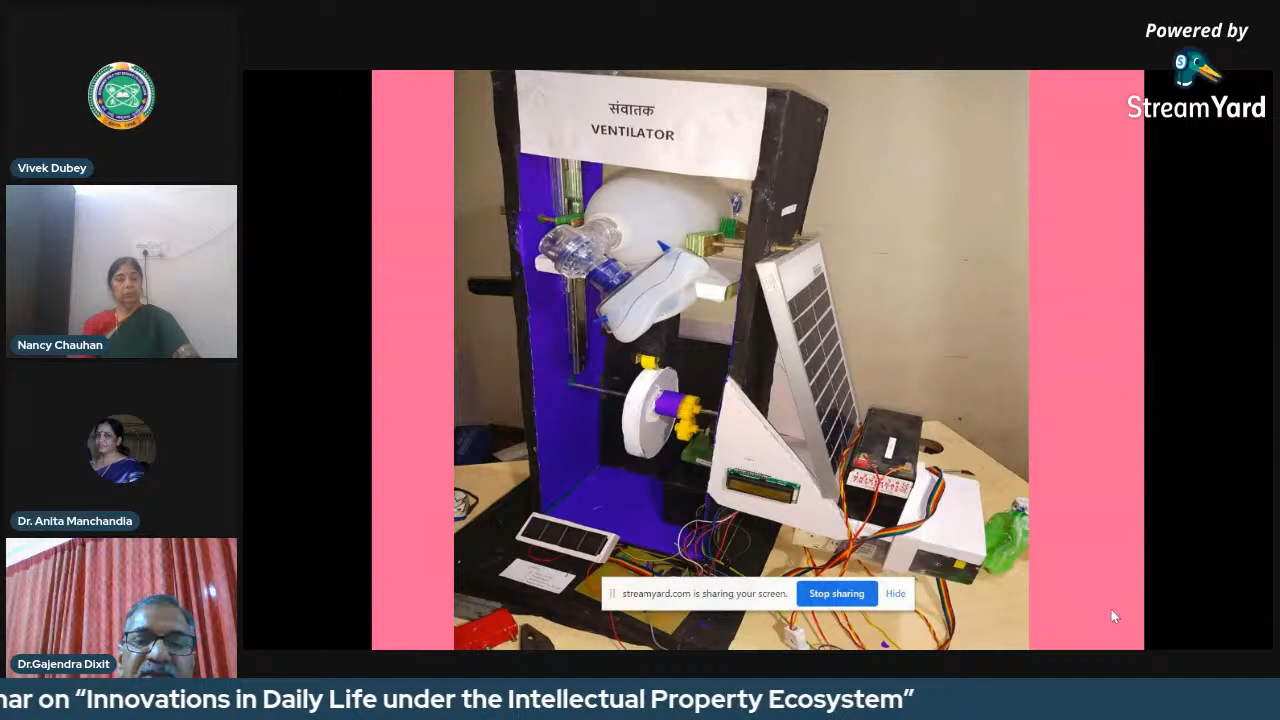 Powered by
StreamYard
Vivek Dubey
Nancy Chauhan
Dr. Anita Manchandia
Dr.Gajendra Dixit
संवातक
VENTILATOR
streamyard.com is sharing your screen.
Stop sharing
Hide
nar on “Innovations in Daily Life under the Intellectual Property Ecosystem”